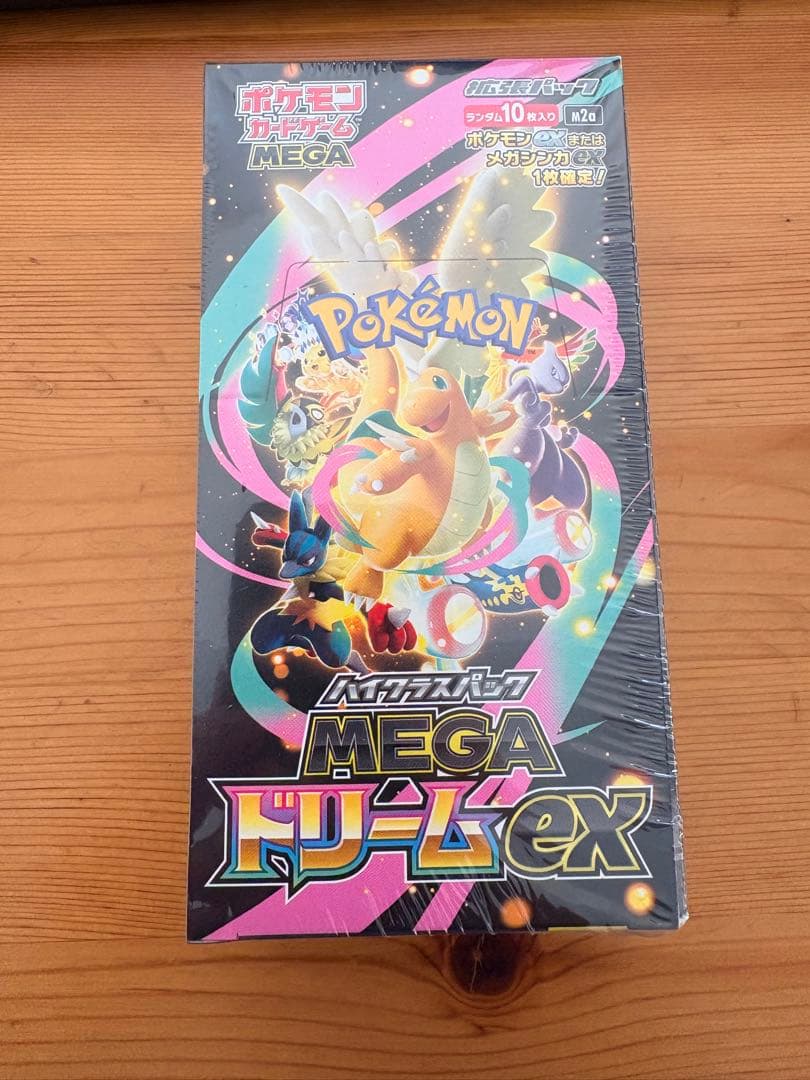 ポケモン
カードゲーム
MEGA
拡張パック
ランダム10枚入り
M2a
ポケモンexまたは
メガシンカex
1枚確定!
POKéMON
TM
ハイクラスパック
MEGA
ドリームex